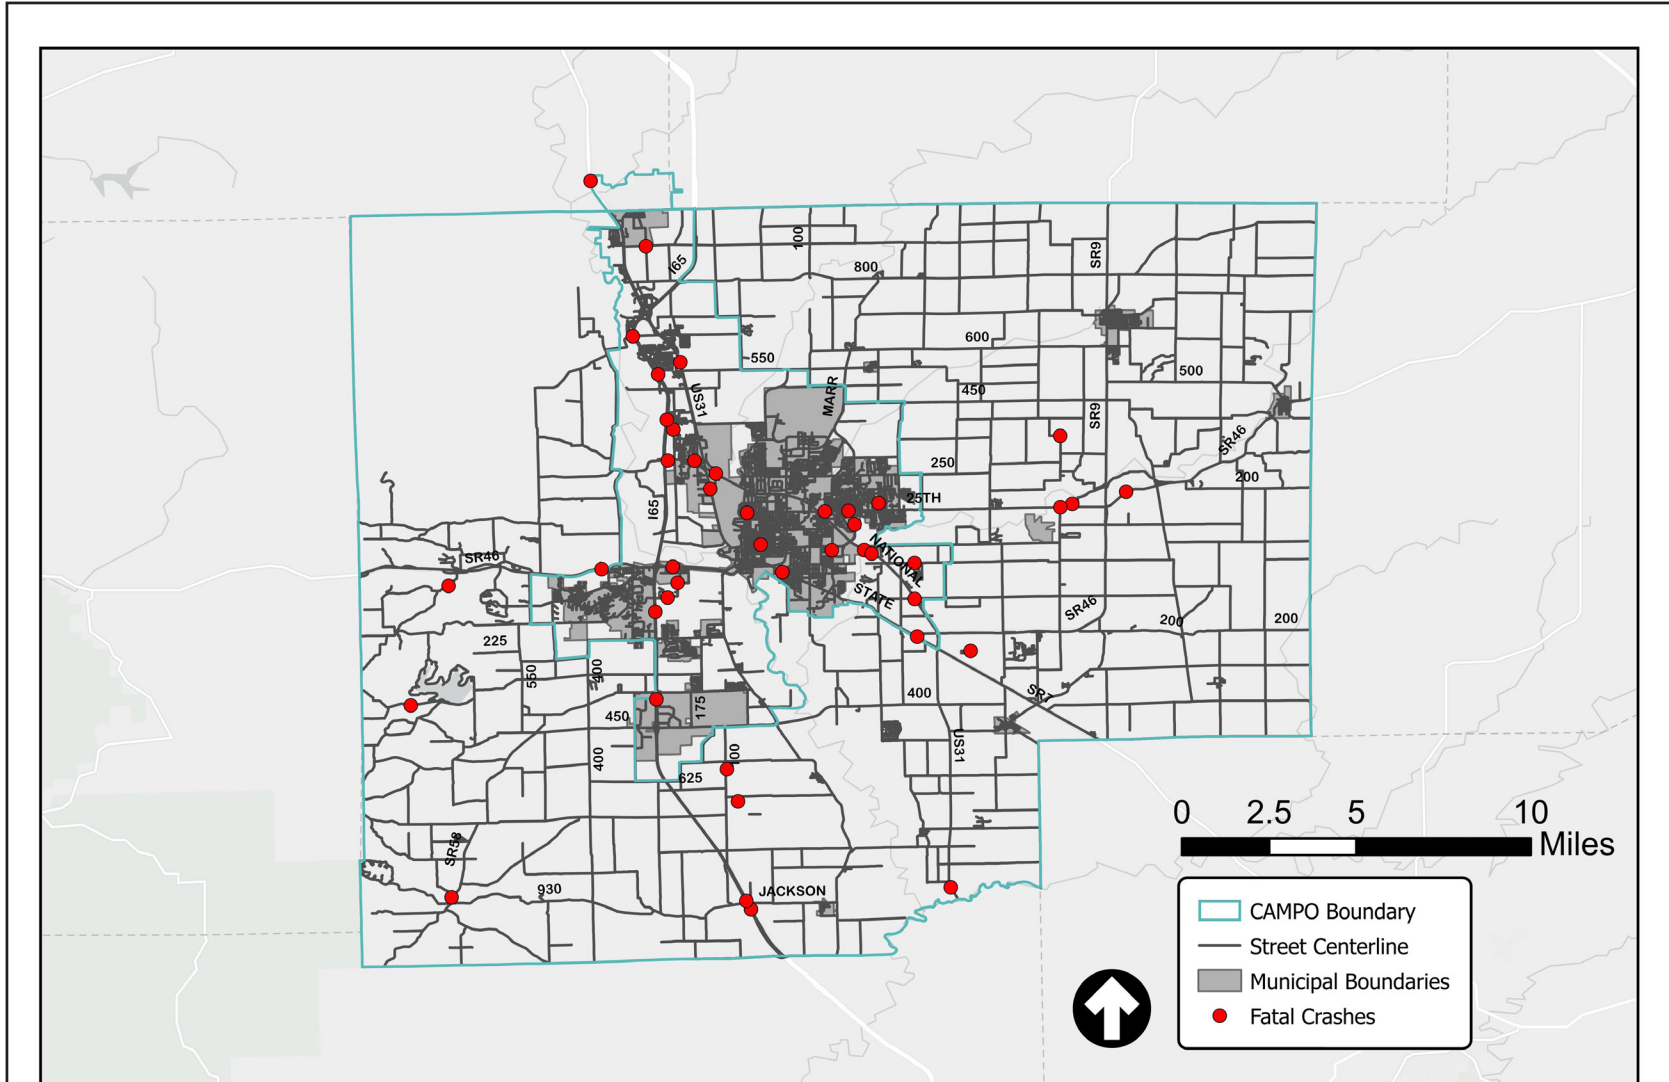 100
SR9
I65
800
600
550
500
MARR
450
US31
SR9
SR46
250
200
25TH
I65
NATIONAL
SR46
STATE
SR46
200
200
225
550
400
400
SR7
175
450
US31
100
400
625
0 2.5 5 10
Miles
SR58
930
JACKSON
CAMPO Boundary
Street Centerline
Municipal Boundaries
Fatal Crashes